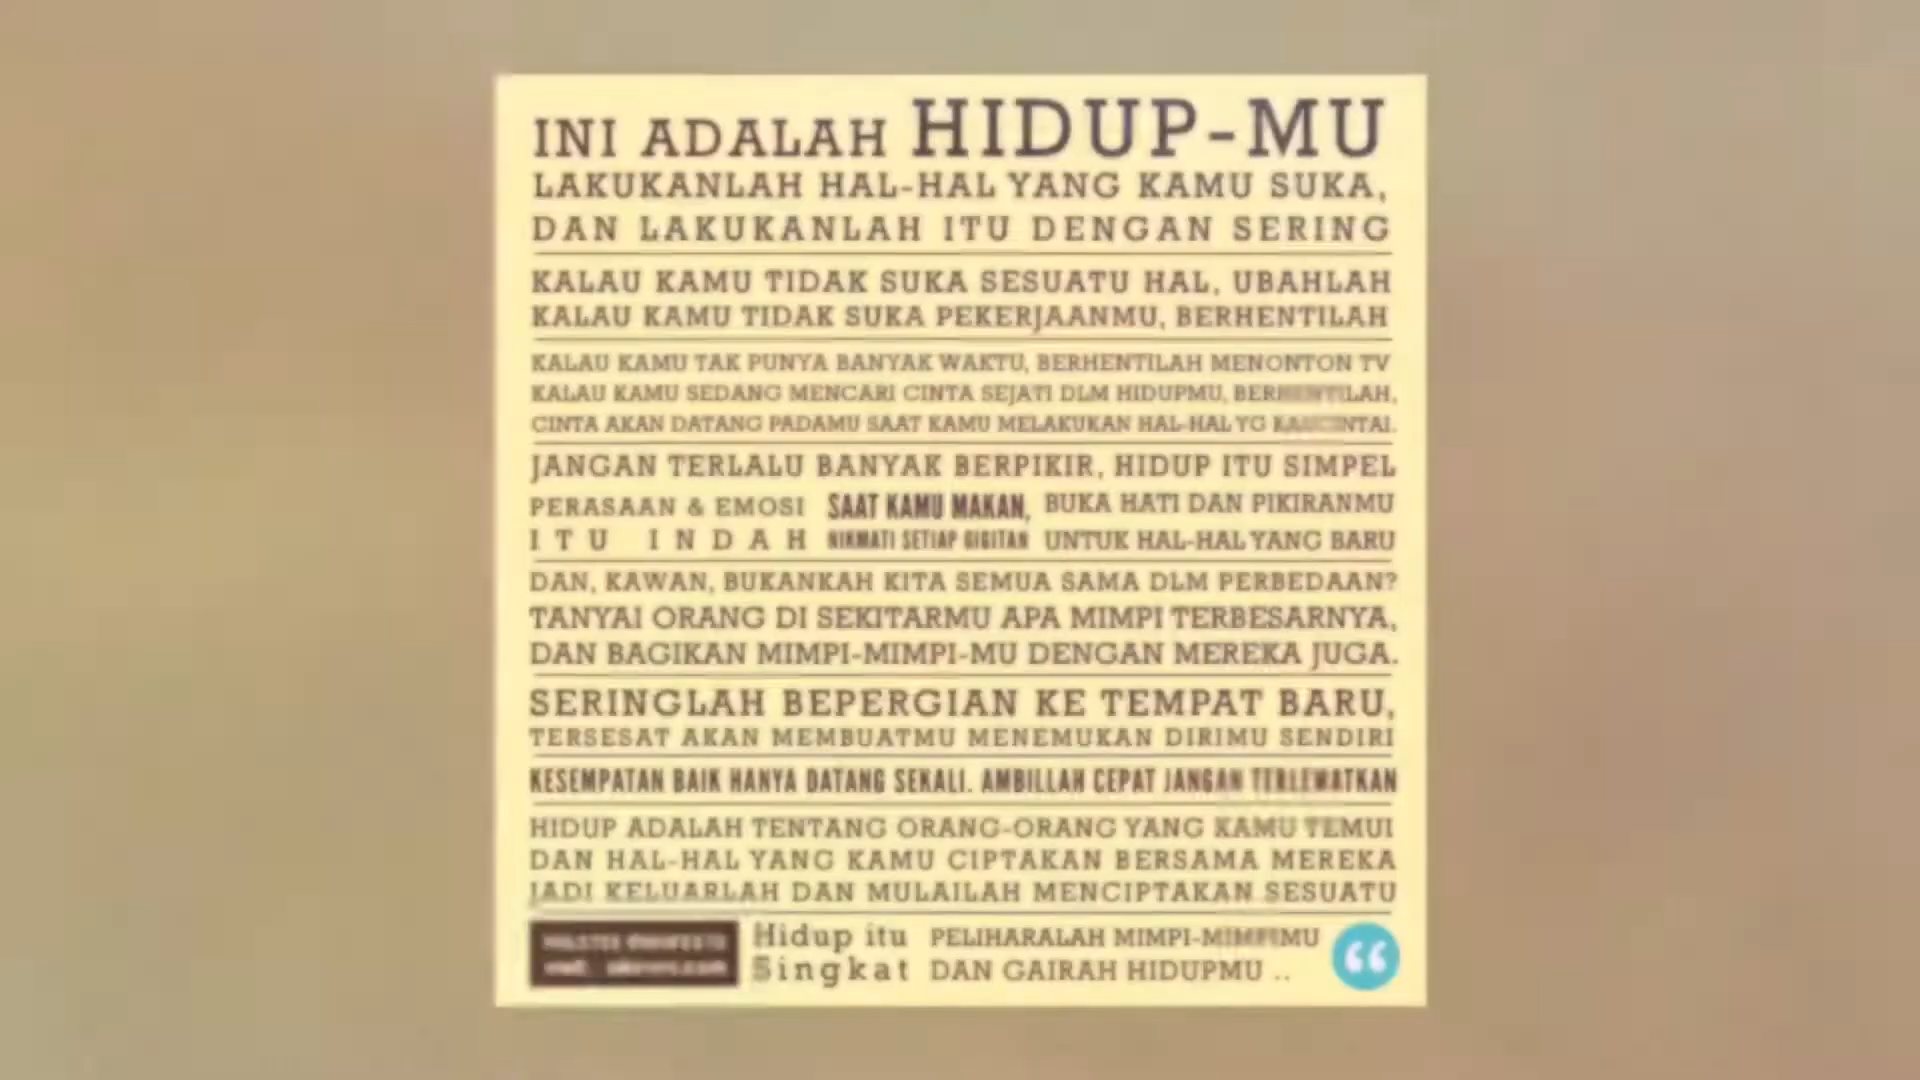 INI ADALAH HIDUP-MU
LAKUKANLAH HAL-HAL YANG KAMU SUKA,
DAN LAKUKANLAH ITU DENGAN SERING
KALAU KAMU TIDAK SUKA SESUATU HAL, UBAHLAH
KALAU KAMU TIDAK SUKA PEKERJAANMU, BERHENTILAH
KALAU KAMU TAK PUNYA BANYAK WAKTU, BERHENTILAH MENONTON TV
KALAU KAMU SEDANG MENCARI CINTA SEJATI DLM HIDUPMU, BERHENTILAH,
CINTA AKAN DATANG PADAMU SAAT KAMU MELAKUKAN HAL-HAL YG KAUCINTAI.
JANGAN TERLALU BANYAK BERPIKIR, HIDUP ITU SIMPEL
PERASAAN & EMOSI
ITU INDAH
SAAT KAMU MAKAN,
NIKMATI SETIAP GIGITAN
BUKA HATI DAN PIKIRANMU
UNTUK HAL-HAL YANG BARU
DAN, KAWAN, BUKANKAH KITA SEMUA SAMA DLM PERBEDAAN?
TANYAI ORANG DI SEKITARMU APA MIMPI TERBESARNYA,
DAN BAGIKAN MIMPI-MIMPI-MU DENGAN MEREKA JUGA.
SERINGLAH BEPERGIAN KE TEMPAT BARU,
TERSESAT AKAN MEMBUATMU MENEMUKAN DIRIMU SENDIRI
KESEMPATAN BAIK HANYA DATANG SEKALI. AMBILLAH CEPAT JANGAN TERLEWATKAN
HIDUP ADALAH TENTANG ORANG-ORANG YANG KAMU TEMUI
DAN HAL-HAL YANG KAMU CIPTAKAN BERSAMA MEREKA
JADI KELUARLAH DAN MULAILAH MENCIPTAKAN SESUATU
HOLSTEE MANIFESTO
Hidup itu
Singkat
PELIHARALAH MIMPI-MIMPIMU
DAN GAIRAH HIDUPMU ..